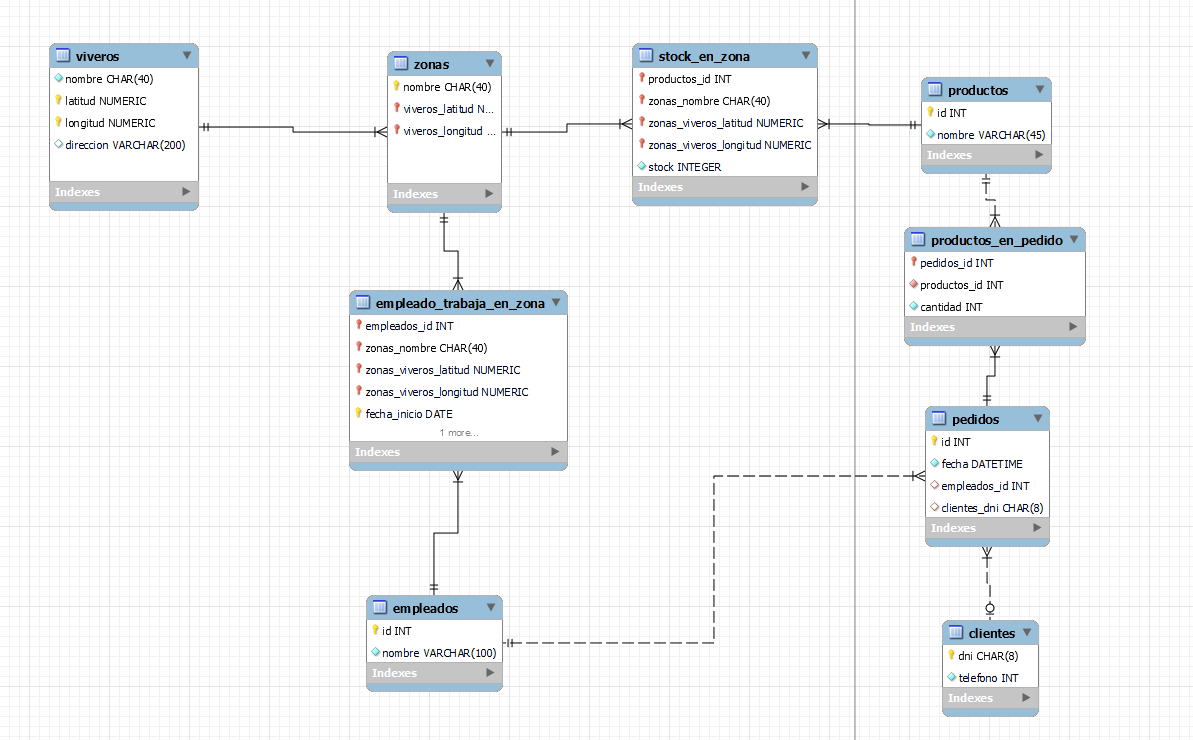 viveros
nombre CHAR(40)
latitud NUMERIC
longitud NUMERIC
direccion VARCHAR(200)
Indexes
zonas
nombre CHAR(40)
viveros_latitud N...
viveros_longitud ...
Indexes
stock_en_zona
productos_id INT
zonas_nombre CHAR(40)
zonas_viveros_latitud NUMERIC
zonas_viveros_longitud NUMERIC
stock INTEGER
Indexes
productos
id INT
nombre VARCHAR(45)
Indexes
productos_en_pedido
pedidos_id INT
productos_id INT
cantidad INT
Indexes
empleado_trabaja_en_zona
empleados_id INT
zonas_nombre CHAR(40)
zonas_viveros_latitud NUMERIC
zonas_viveros_longitud NUMERIC
fecha_inicio DATE
1 more...
Indexes
pedidos
id INT
fecha DATETIME
empleados_id INT
clientes_dni CHAR(8)
Indexes
empleados
id INT
nombre VARCHAR(100)
Indexes
clientes
dni CHAR(8)
telefono INT
Indexes